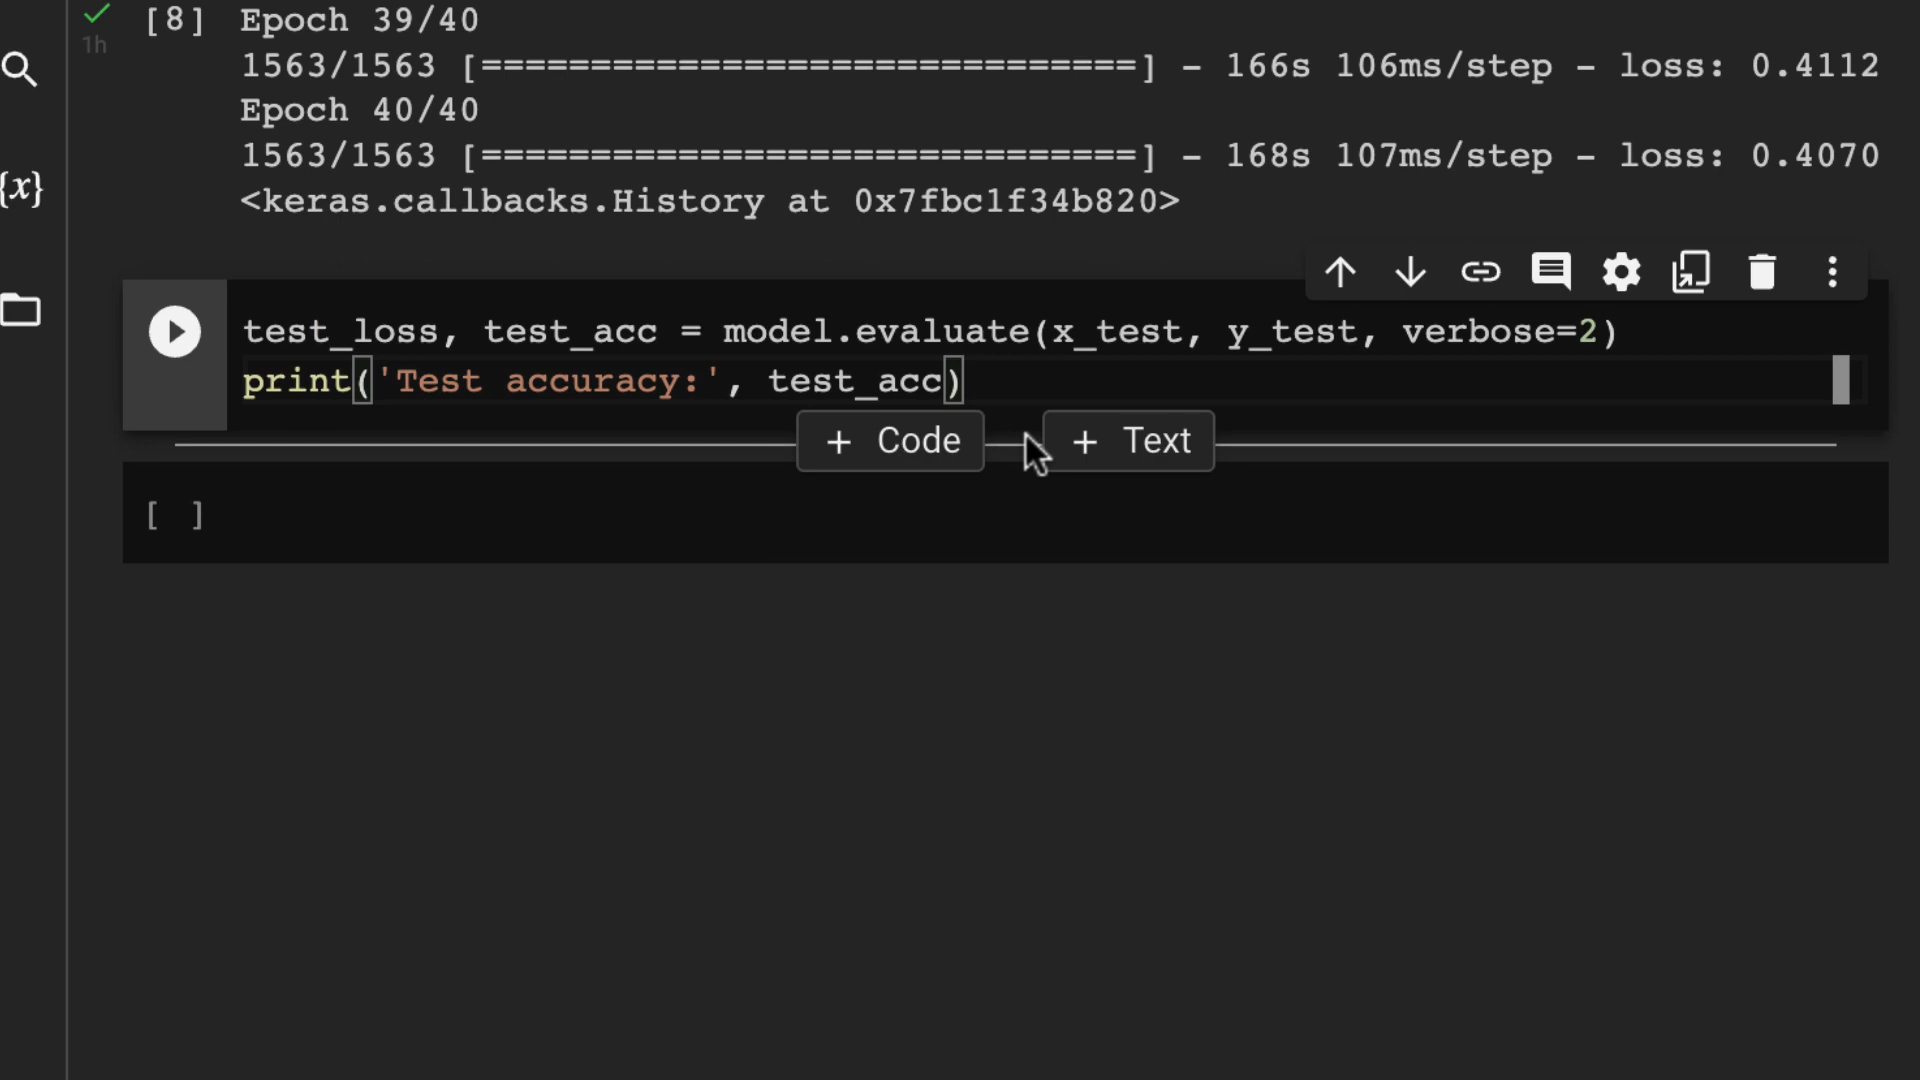 [8] Epoch 39/40
1h
1563/1563 [==============================] - 166s 106ms/step - loss: 0.4112
Epoch 40/40
1563/1563 [==============================] - 168s 107ms/step - loss: 0.4070
{x}
<keras.callbacks.History at 0x7fbc1f34b820>
test_loss, test_acc = model.evaluate(x_test, y_test, verbose=2)
print('Test accuracy:', test_acc)
+ Code + Text
[ ]